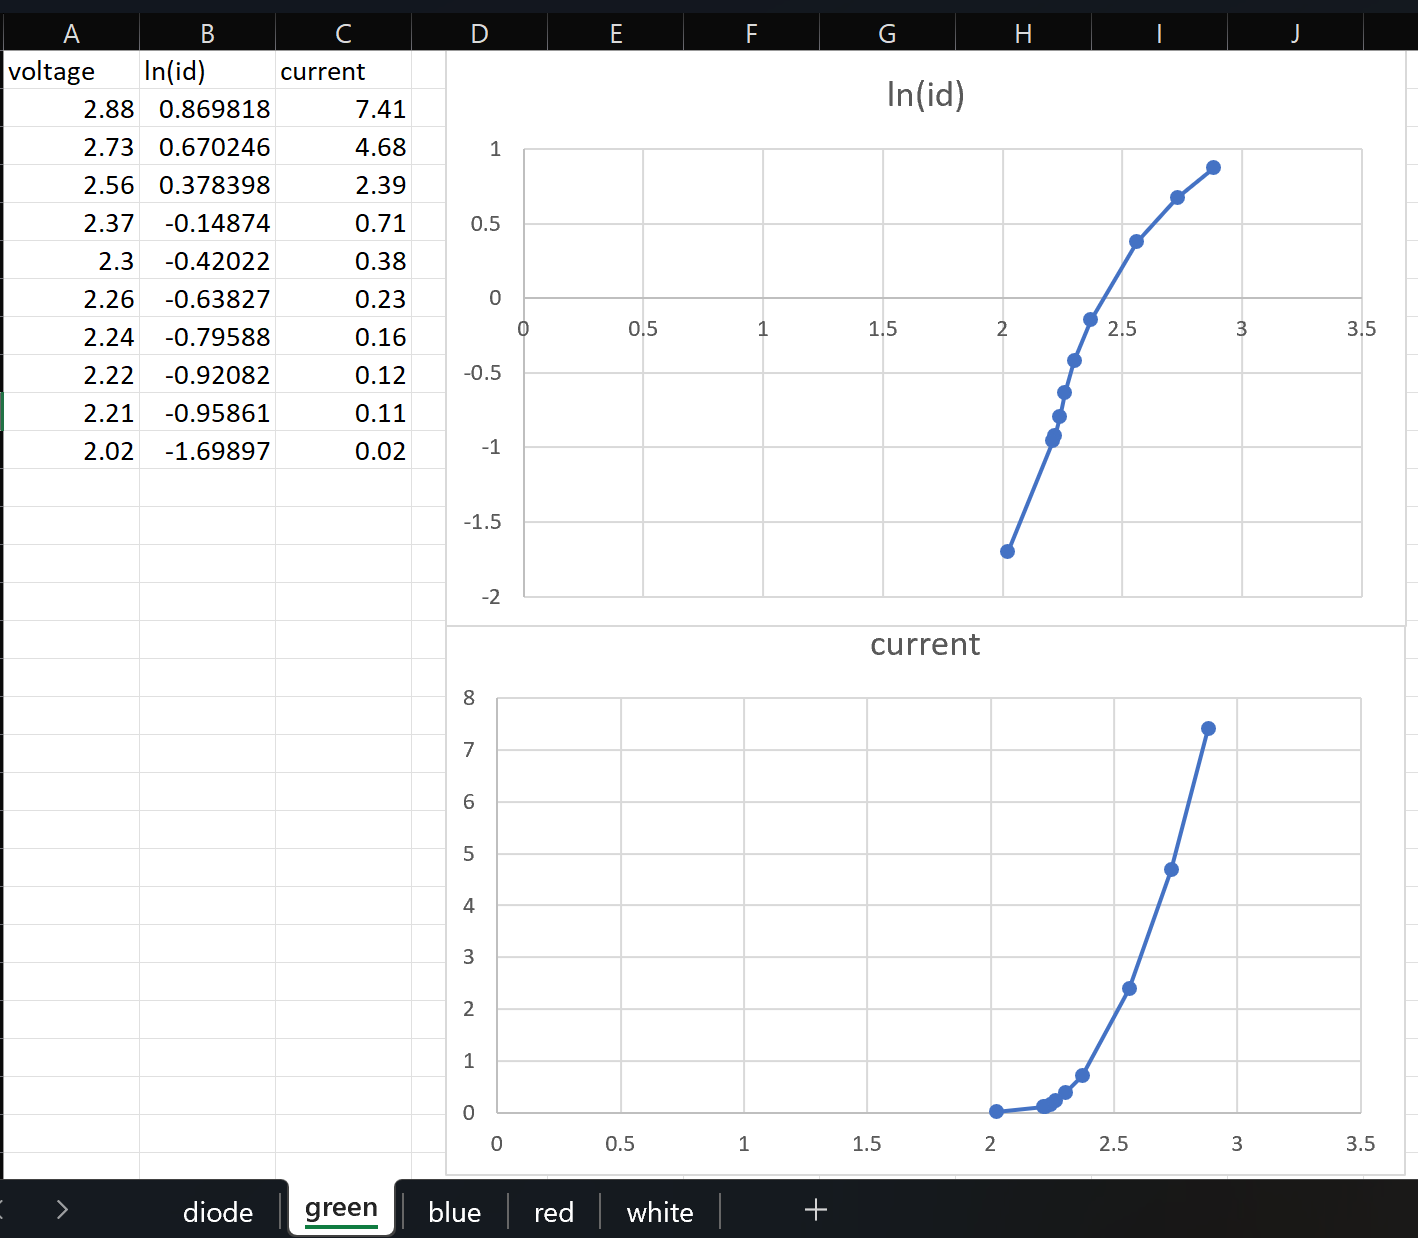 A B C D E F G H I J
voltage ln(id) current
2.88 0.869818 7.41
2.73 0.670246 4.68
2.56 0.378398 2.39
2.37 -0.14874 0.71
2.3 -0.42022 0.38
2.26 -0.63827 0.23
2.24 -0.79588 0.16
2.22 -0.92082 0.12
2.21 -0.95861 0.11
2.02 -1.69897 0.02
ln(id)
1
0.5
0
0 0.5 1 1.5 2 2.5 3 3.5
-0.5
-1
-1.5
-2
current
8
7
6
5
4
3
2
1
0
0 0.5 1 1.5 2 2.5 3 3.5
diode green blue red white